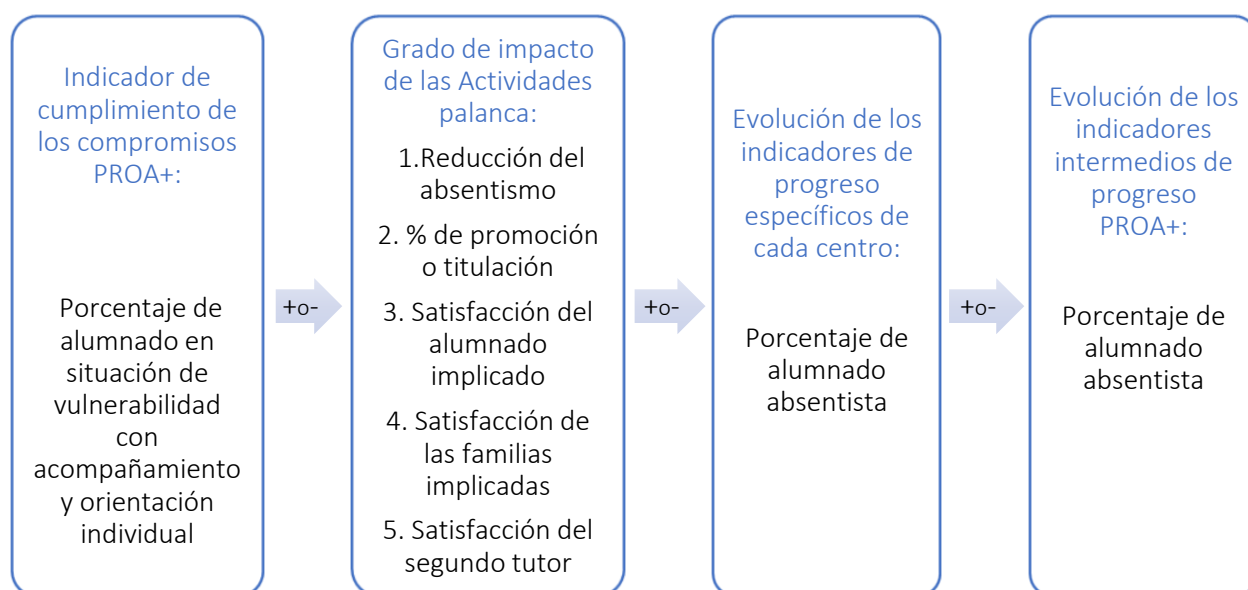 Indicador de
cumplimiento de
los compromisos
PROA+:
Porcentaje de
alumnado en
situación de
vulnerabilidad
con
acompañamiento
y orientación
individual
+o-
Grado de impacto
de las Actividades
palanca:
1.Reducción del
absentismo
2. % de promoción
o titulación
3. Satisfacción del
alumnado
implicado
4. Satisfacción de
las familias
implicadas
5. Satisfacción del
segundo tutor
+o-
Evolución de los
indicadores de
progreso
específicos de
cada centro:
Porcentaje de
alumnado
absentista
+o-
Evolución de los
indicadores
intermedios de
progreso
PROA+:
Porcentaje de
alumnado
absentista